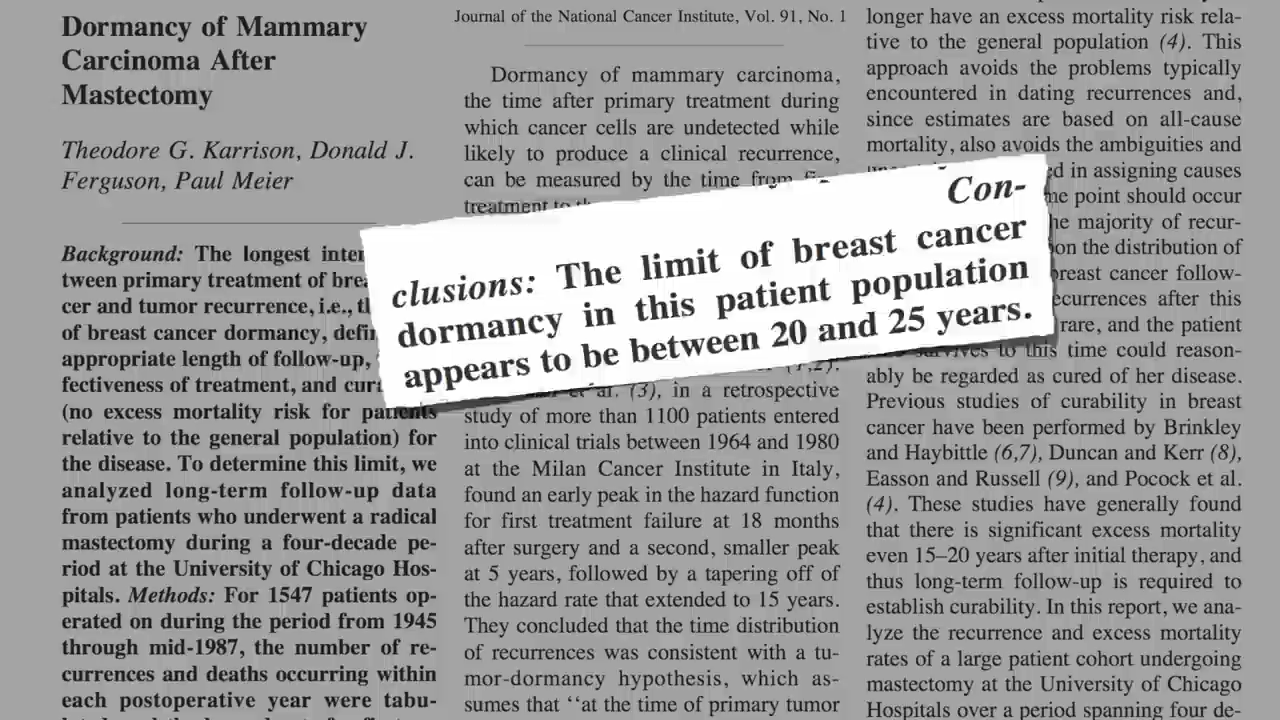 Dormancy of Mammary
Carcinoma After
Mastectomy
Theodore G. Karrison, Donald J.
Ferguson, Paul Meier
Background: The longest
tween primary treatment of
cer and tumor recurrence, i.e.,
of breast cancer dormancy,
appropriate length of follow-up,
fectiveness of treatment, and
(no excess mortality risk for patients
relative to the general population) for
the disease. To determine this limit, we
analyzed long-term follow-up data
from patients who underwent a radical
mastectomy during a four-decade pe-
riod at the University of Chicago Hos-
pitals. Methods: For 1547 patients op-
erated on during the period from 1945
through mid-1987, the number of re-
currences and deaths occurring within
each postoperative year were tabu-
Journal of the National Cancer Institute, Vol. 91, No. 1
Dormancy of mammary carcinoma,
the time after primary treatment during
which cancer cells are undetected while
likely to produce a clinical recurrence,
can be measured by the time from
treatment to
Con-
clusions: The limit of breast cancer
dormancy in this patient population
appears to be between 20 and 25 years.
al. (3), in a retrospective
study of more than 1100 patients entered
into clinical trials between 1964 and 1980
at the Milan Cancer Institute in Italy,
found an early peak in the hazard function
for first treatment failure at 18 months
after surgery and a second, smaller peak
at 5 years, followed by a tapering off of
the hazard rate that extended to 15 years.
They concluded that the time distribution
of recurrences was consistent with a tu-
mor-dormancy hypothesis, which as-
sumes that ‘‘at the time of primary tumor
longer have an excess mortality risk rela-
tive to the general population (4). This
approach avoids the problems typically
encountered in dating recurrences and,
since estimates are based on all-cause
mortality, also avoids the ambiguities and
in assigning causes
point should occur
majority of recur-
the distribution of
breast cancer follow-
recurrences after this
rare, and the patient
survives to this time could reason-
ably be regarded as cured of her disease.
Previous studies of curability in breast
cancer have been performed by Brinkley
and Haybittle (6,7), Duncan and Kerr (8),
Easson and Russell (9), and Pocock et al.
(4). These studies have generally found
that there is significant excess mortality
even 15–20 years after initial therapy, and
thus long-term follow-up is required to
establish curability. In this report, we ana-
lyze the recurrence and excess mortality
rates of a large patient cohort undergoing
mastectomy at the University of Chicago
Hospitals over a period spanning four de-